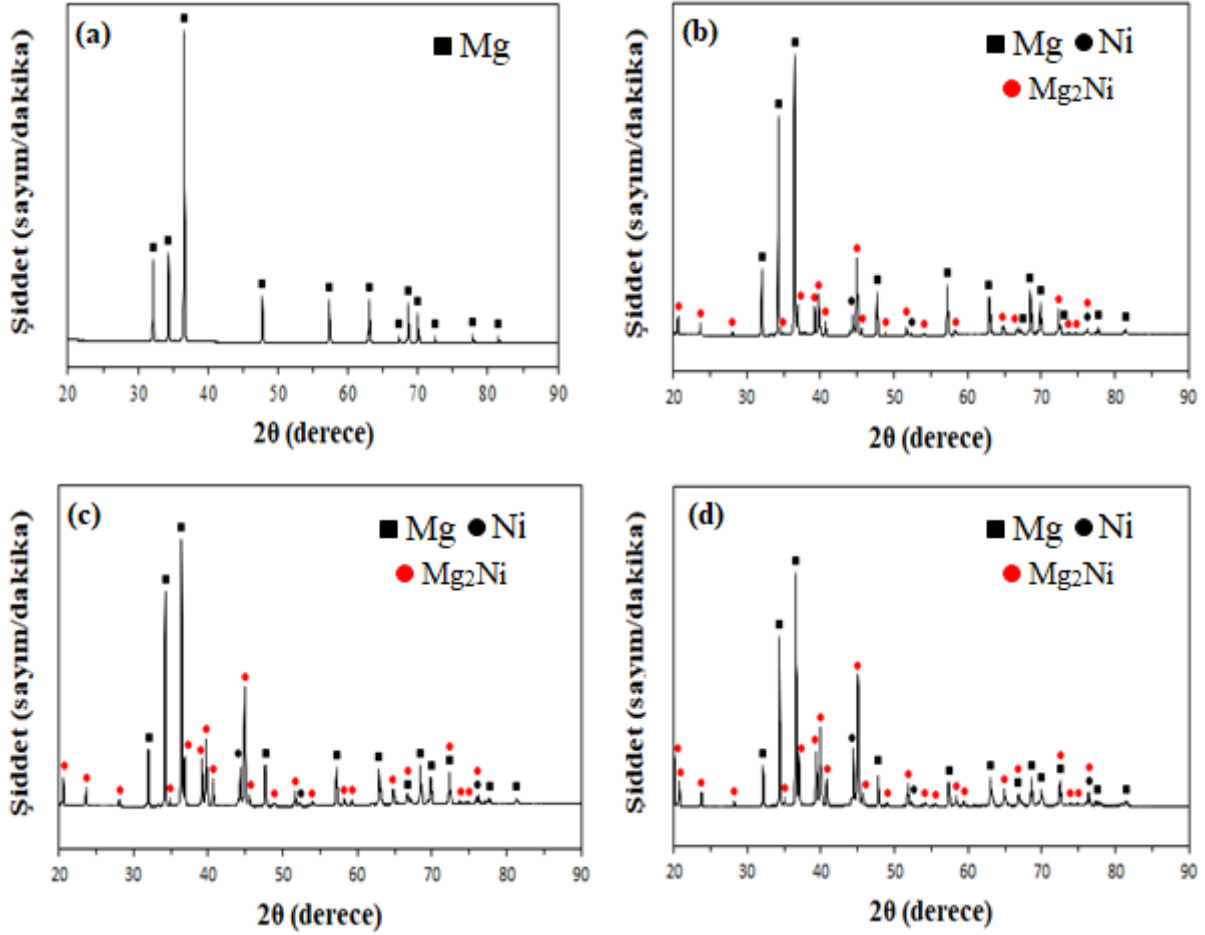 (a)
Mg
Şiddet (sayım/dakika)
20 30 40 50 60 70 80 90
2θ (derece)
(b)
Mg Ni
Mg₂Ni
Şiddet (sayım/dakika)
20 30 40 50 60 70 80 90
2θ (derece)
(c)
Mg Ni
Mg₂Ni
Şiddet (sayım/dakika)
20 30 40 50 60 70 80 90
2θ (derece)
(d)
Mg Ni
Mg₂Ni
Şiddet (sayım/dakika)
20 30 40 50 60 70 80 90
2θ (derece)